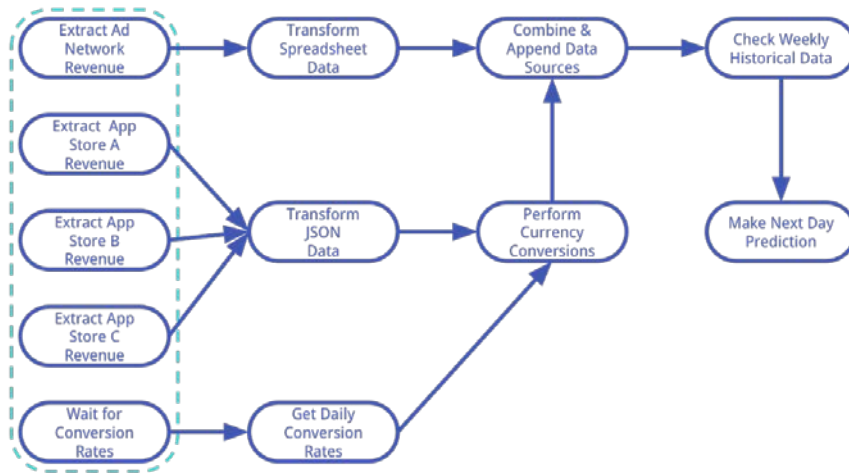 Extract Ad
Network
Revenue
Transform
Spreadsheet
Data
Combine &
Append Data
Sources
Check Weekly
Historical Data
Extract App
Store A
Revenue
Extract App
Store B
Revenue
Transform
JSON
Data
Perform
Currency
Conversions
Make Next Day
Prediction
Extract App
Store C
Revenue
Wait for
Conversion
Rates
Get Daily
Conversion
Rates